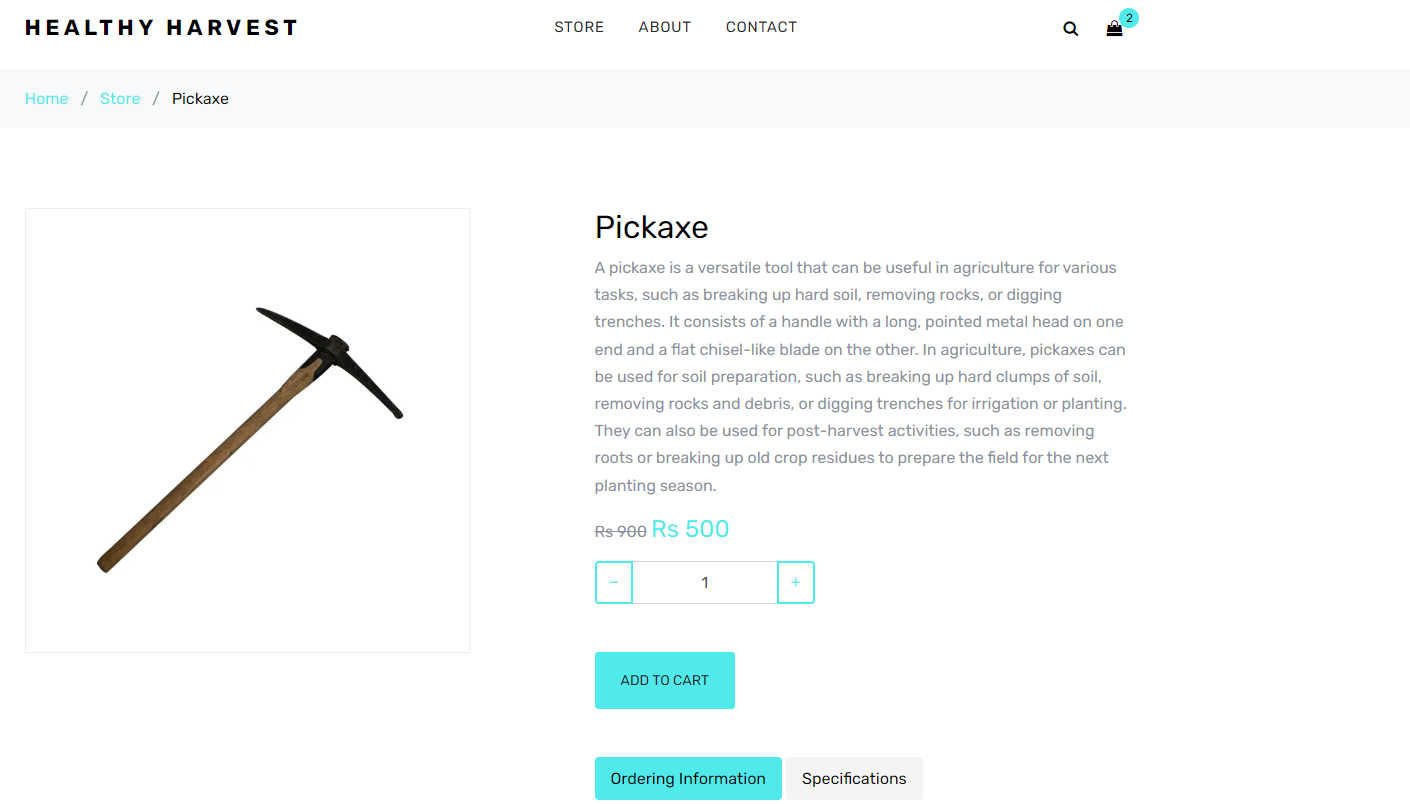 HEALTHY HARVEST
STORE ABOUT CONTACT
2
Home / Store / Pickaxe
Pickaxe
A pickaxe is a versatile tool that can be useful in agriculture for various
tasks, such as breaking up hard soil, removing rocks, or digging
trenches. It consists of a handle with a long, pointed metal head on one
end and a flat chisel-like blade on the other. In agriculture, pickaxes can
be used for soil preparation, such as breaking up hard clumps of soil,
removing rocks and debris, or digging trenches for irrigation or planting.
They can also be used for post-harvest activities, such as removing
roots or breaking up old crop residues to prepare the field for the next
planting season.
Rs 900 Rs 500
− 1 +
ADD TO CART
Ordering Information Specifications